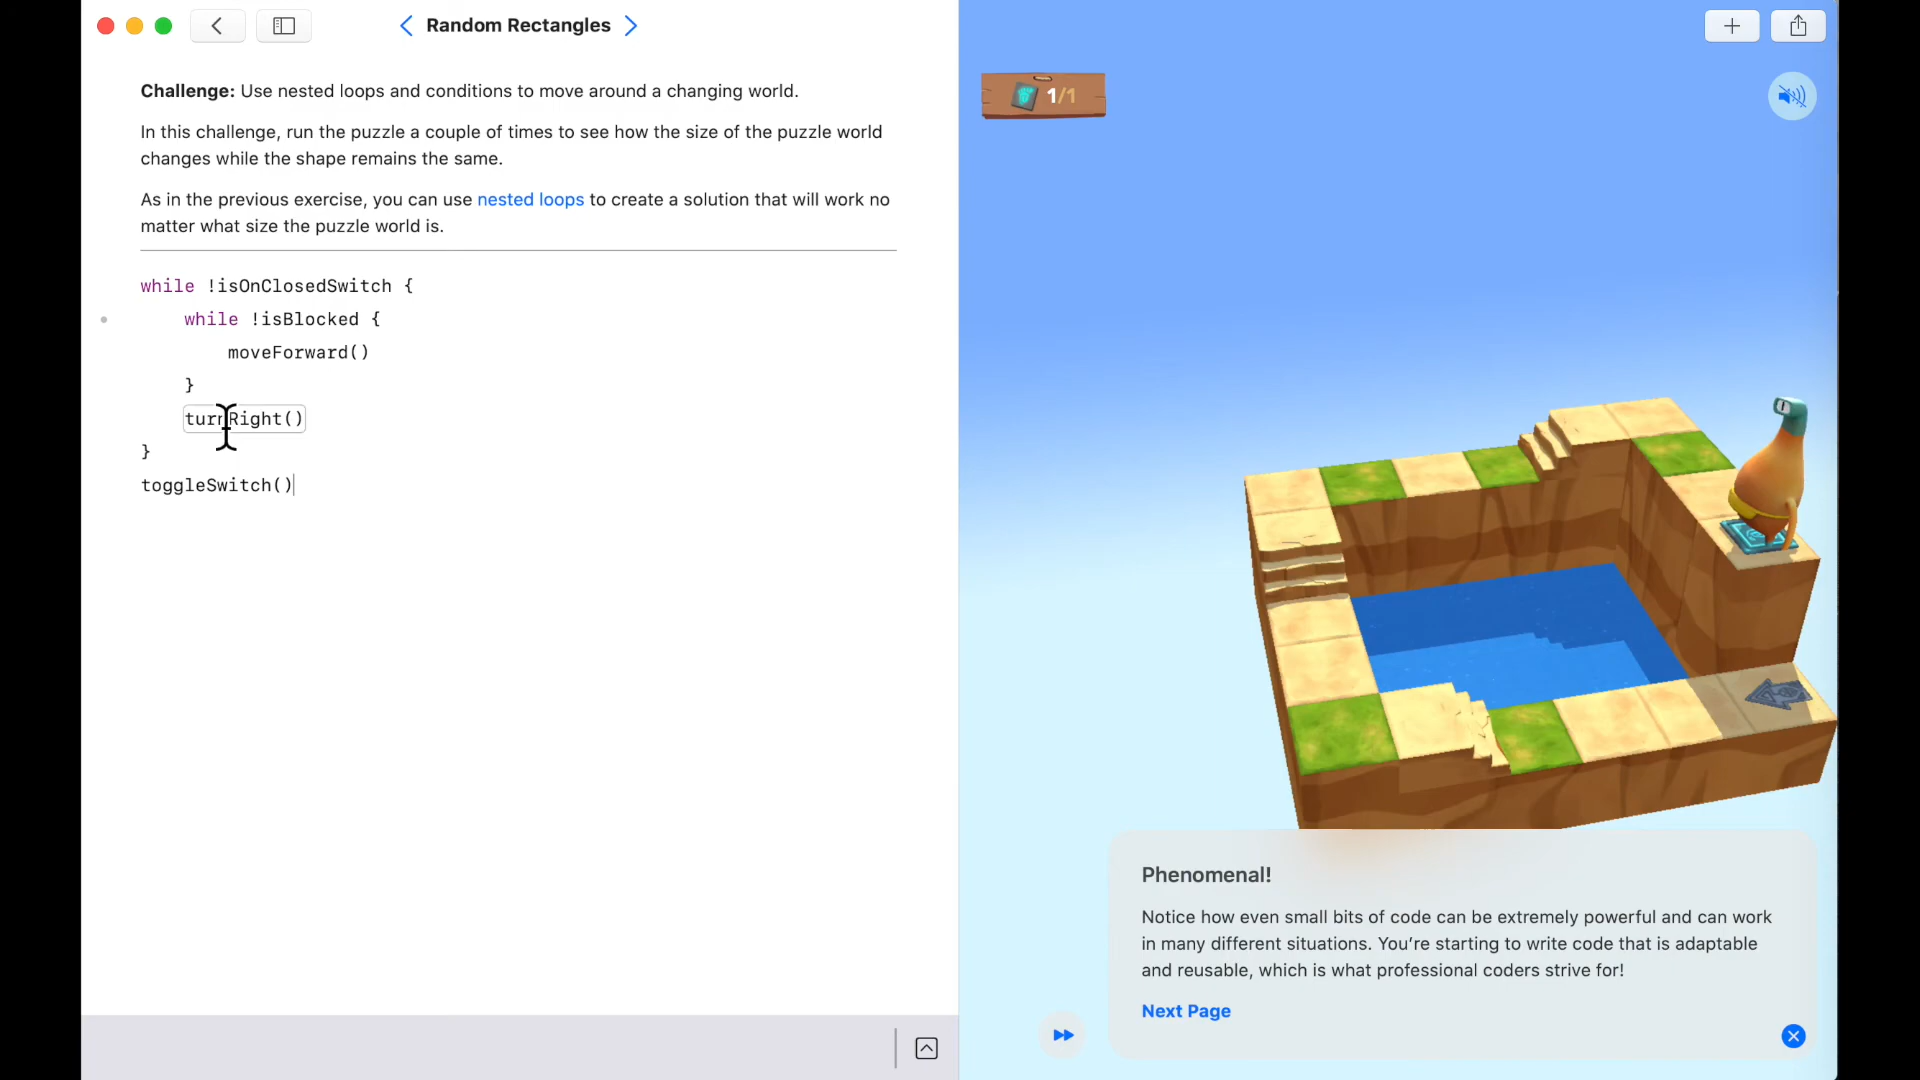 Random Rectangles
Challenge: Use nested loops and conditions to move around a changing world.
In this challenge, run the puzzle a couple of times to see how the size of the puzzle world
changes while the shape remains the same.
As in the previous exercise, you can use nested loops to create a solution that will work no
matter what size the puzzle world is.
while !isOnClosedSwitch {
while !isBlocked {
moveForward()
}
turnRight()
}
toggleSwitch()
1/1
Phenomenal!
Notice how even small bits of code can be extremely powerful and can work
in many different situations. You’re starting to write code that is adaptable
and reusable, which is what professional coders strive for!
Next Page